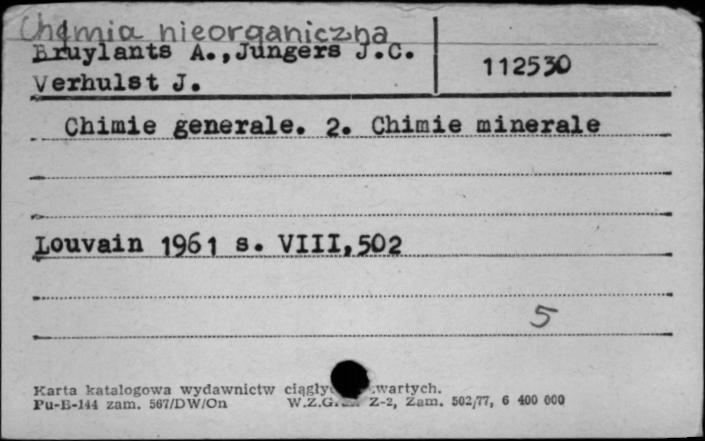 Chemia nieorganiczna
Bruylants A.,Jungers J.C.
Verhulst J.
112530
Chimie generale. 2. Chimie minerale
Louvain 1961 s. VIII,502
5
Karta katalogowa wydawnictw
Pu-B-144 zam. 567/DW/On Z-2, Zam. 502/77, 6 400 000